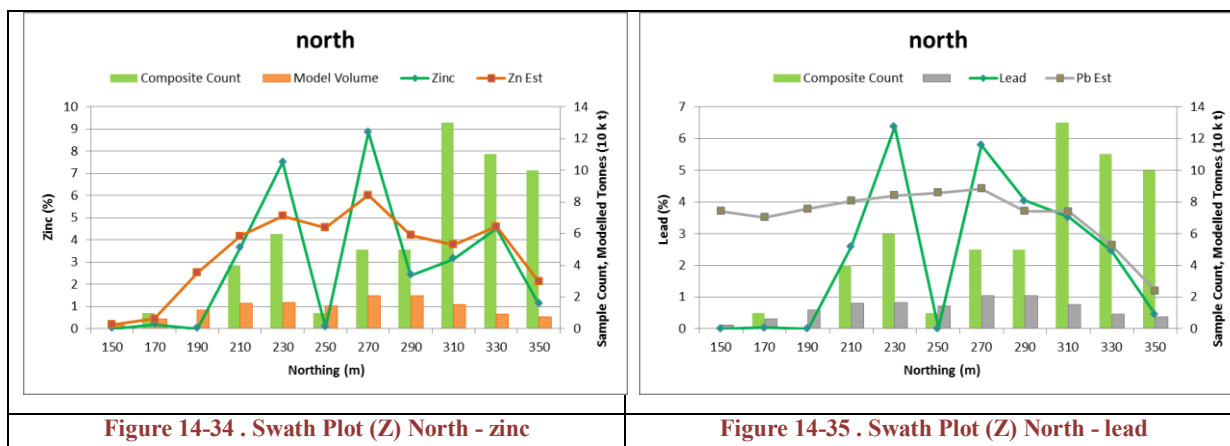 north
Composite Count Model Volume Zinc Zn Est
10
9
8
7
6
5
4
3
2
1
0
Zinc (%)
14
12
10
8
6
4
2
0
Sample Count, Modelled Tonnes (10 k t)
150 170 190 210 230 250 270 290 310 330 350
Northing (m)
Figure 14-34 . Swath Plot (Z) North - zinc
north
Composite Count Lead Pb Est
7
6
5
4
3
2
1
0
Lead (%)
14
12
10
8
6
4
2
0
Sample Count, Modelled Tonnes (10 k t)
150 170 190 210 230 250 270 290 310 330 350
Northing (m)
Figure 14-35 . Swath Plot (Z) North - lead